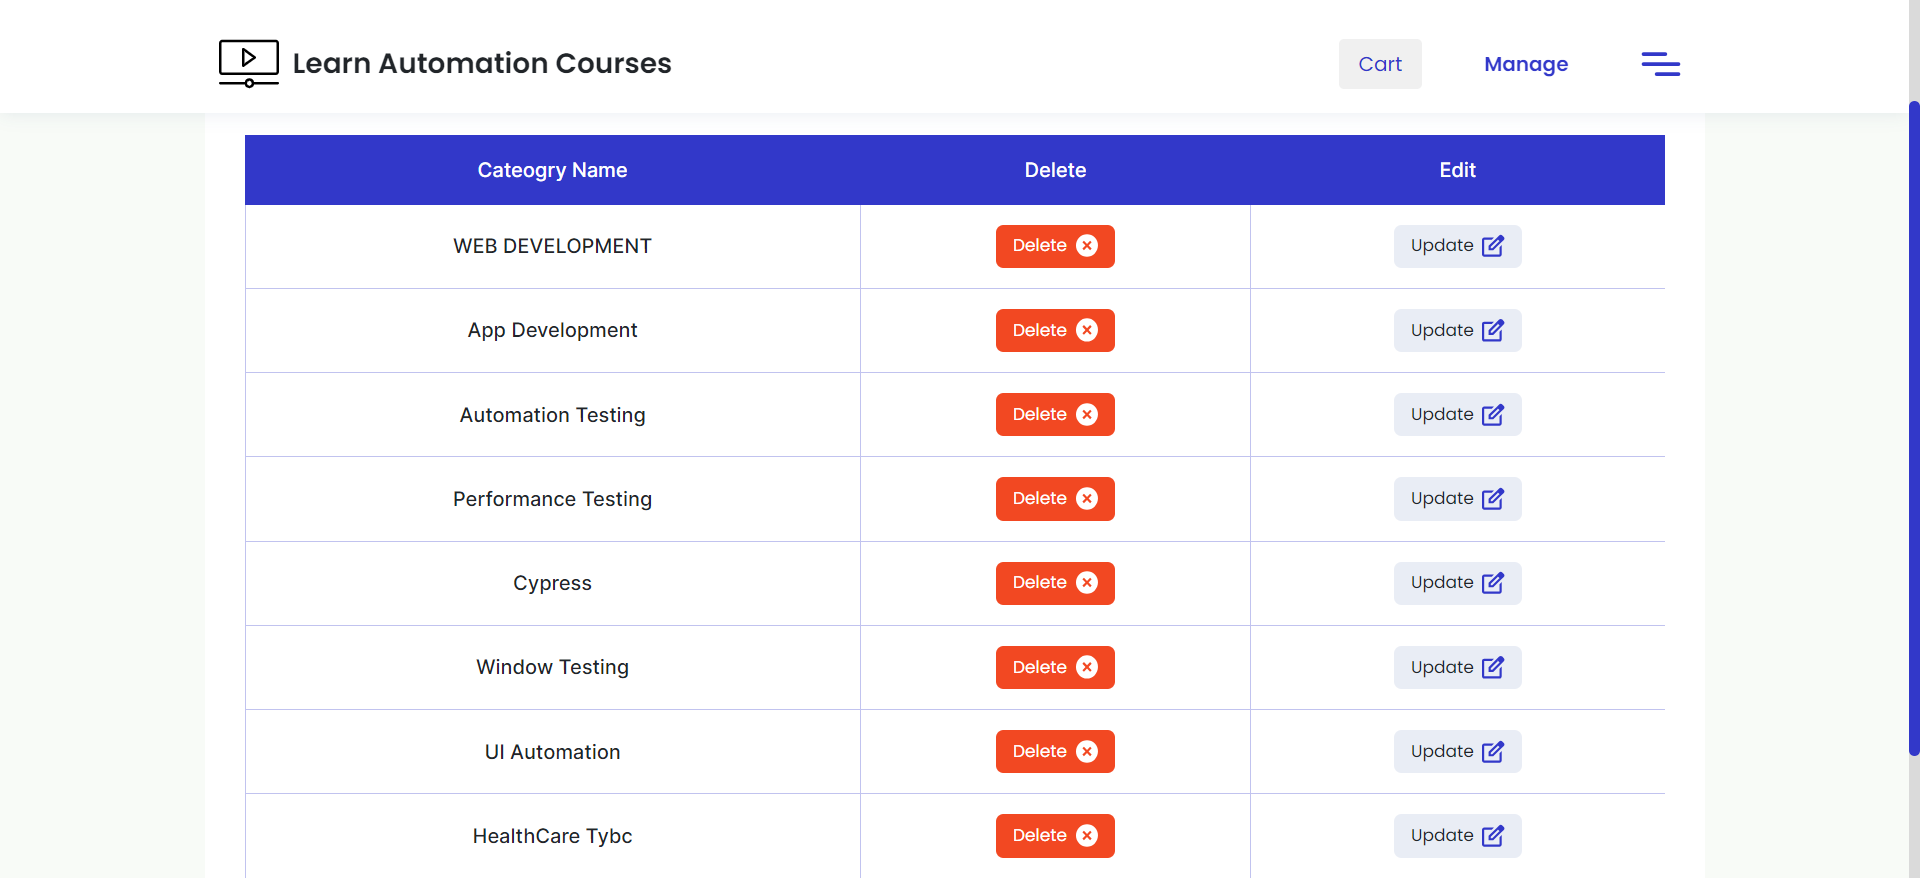 Learn Automation Courses
Cart
Manage
Cateogry Name Delete Edit
WEB DEVELOPMENT Delete Update
App Development Delete Update
Automation Testing Delete Update
Performance Testing Delete Update
Cypress Delete Update
Window Testing Delete Update
UI Automation Delete Update
HealthCare Tybc Delete Update